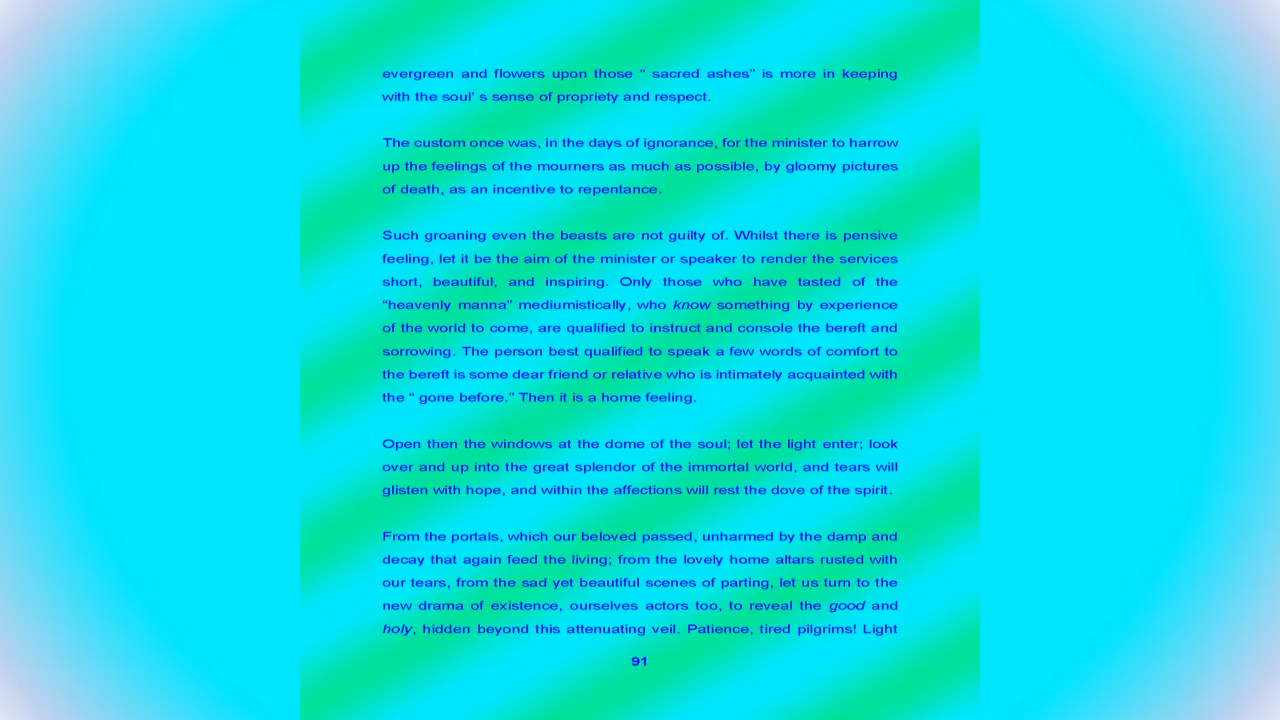 evergreen and flowers upon those “ sacred ashes” is more in keeping
with the soul’ s sense of propriety and respect.
The custom once was, in the days of ignorance, for the minister to harrow
up the feelings of the mourners as much as possible, by gloomy pictures
of death, as an incentive to repentance.
Such groaning even the beasts are not guilty of. Whilst there is pensive
feeling, let it be the aim of the minister or speaker to render the services
short, beautiful, and inspiring. Only those who have tasted of the
“heavenly manna” mediumistically, who know something by experience
of the world to come, are qualified to instruct and console the bereft and
sorrowing. The person best qualified to speak a few words of comfort to
the bereft is some dear friend or relative who is intimately acquainted with
the “ gone before.” Then it is a home feeling.
Open then the windows at the dome of the soul; let the light enter; look
over and up into the great splendor of the immortal world, and tears will
glisten with hope, and within the affections will rest the dove of the spirit.
From the portals, which our beloved passed, unharmed by the damp and
decay that again feed the living; from the lovely home altars rusted with
our tears, from the sad yet beautiful scenes of parting, let us turn to the
new drama of existence, ourselves actors too, to reveal the good and
holy, hidden beyond this attenuating veil. Patience, tired pilgrims! Light
91